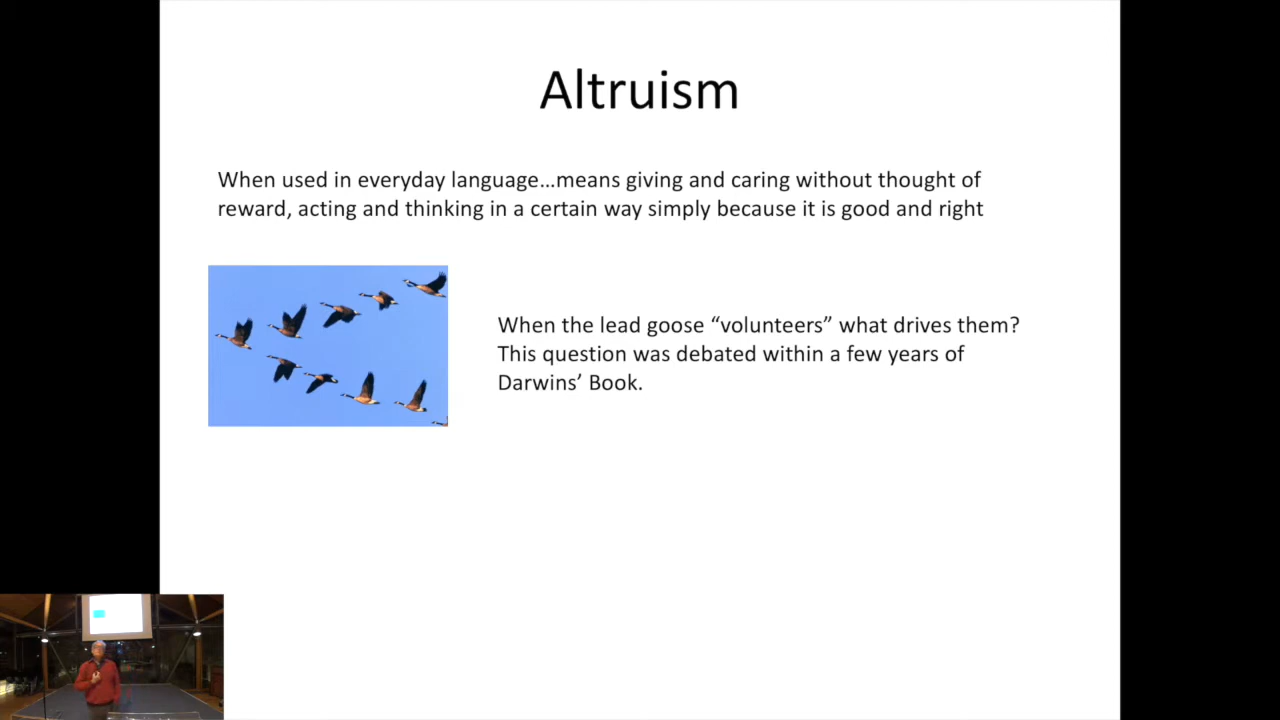 Altruism
When used in everyday language...means giving and caring without thought of
reward, acting and thinking in a certain way simply because it is good and right
When the lead goose “volunteers” what drives them?
This question was debated within a few years of
Darwins’ Book.